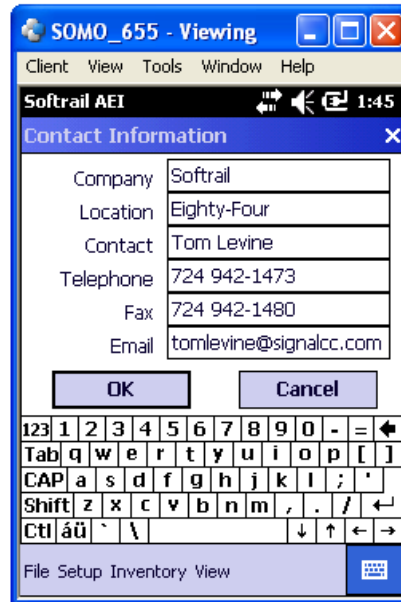 SOMO_655 - Viewing
Client View Tools Window Help
Softrail AEI 1:45
Contact Information
Company Softrail
Location Eighty-Four
Contact Tom Levine
Telephone 724 942-1473
Fax 724 942-1480
Email tomlevine@signalcc.com
OK Cancel
123 1 2 3 4 5 6 7 8 9 0 - =
Tab q w e r t y u i o p [ ]
CAP a s d f g h j k l ; '
Shift z x c v b n m , . /
Ctl áü ` \
File Setup Inventory View